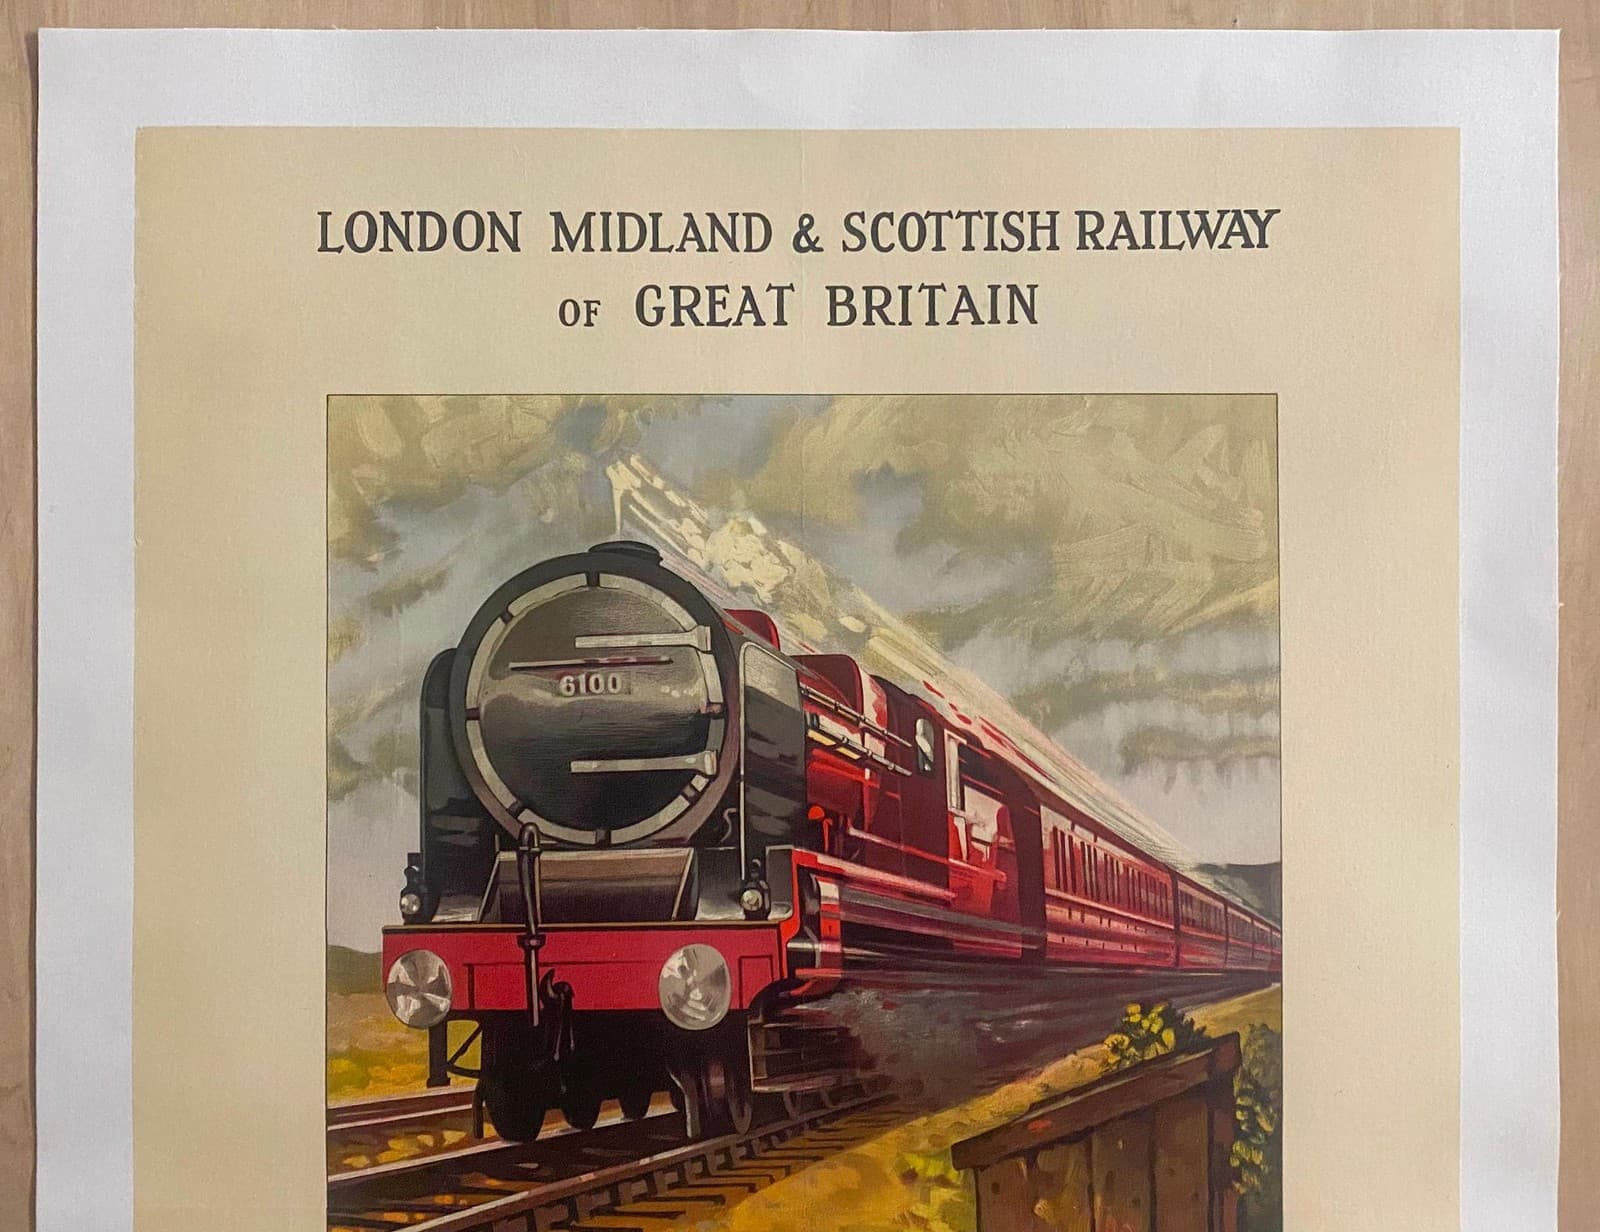 LONDON MIDLAND & SCOTTISH RAILWAY
OF GREAT BRITAIN
6100